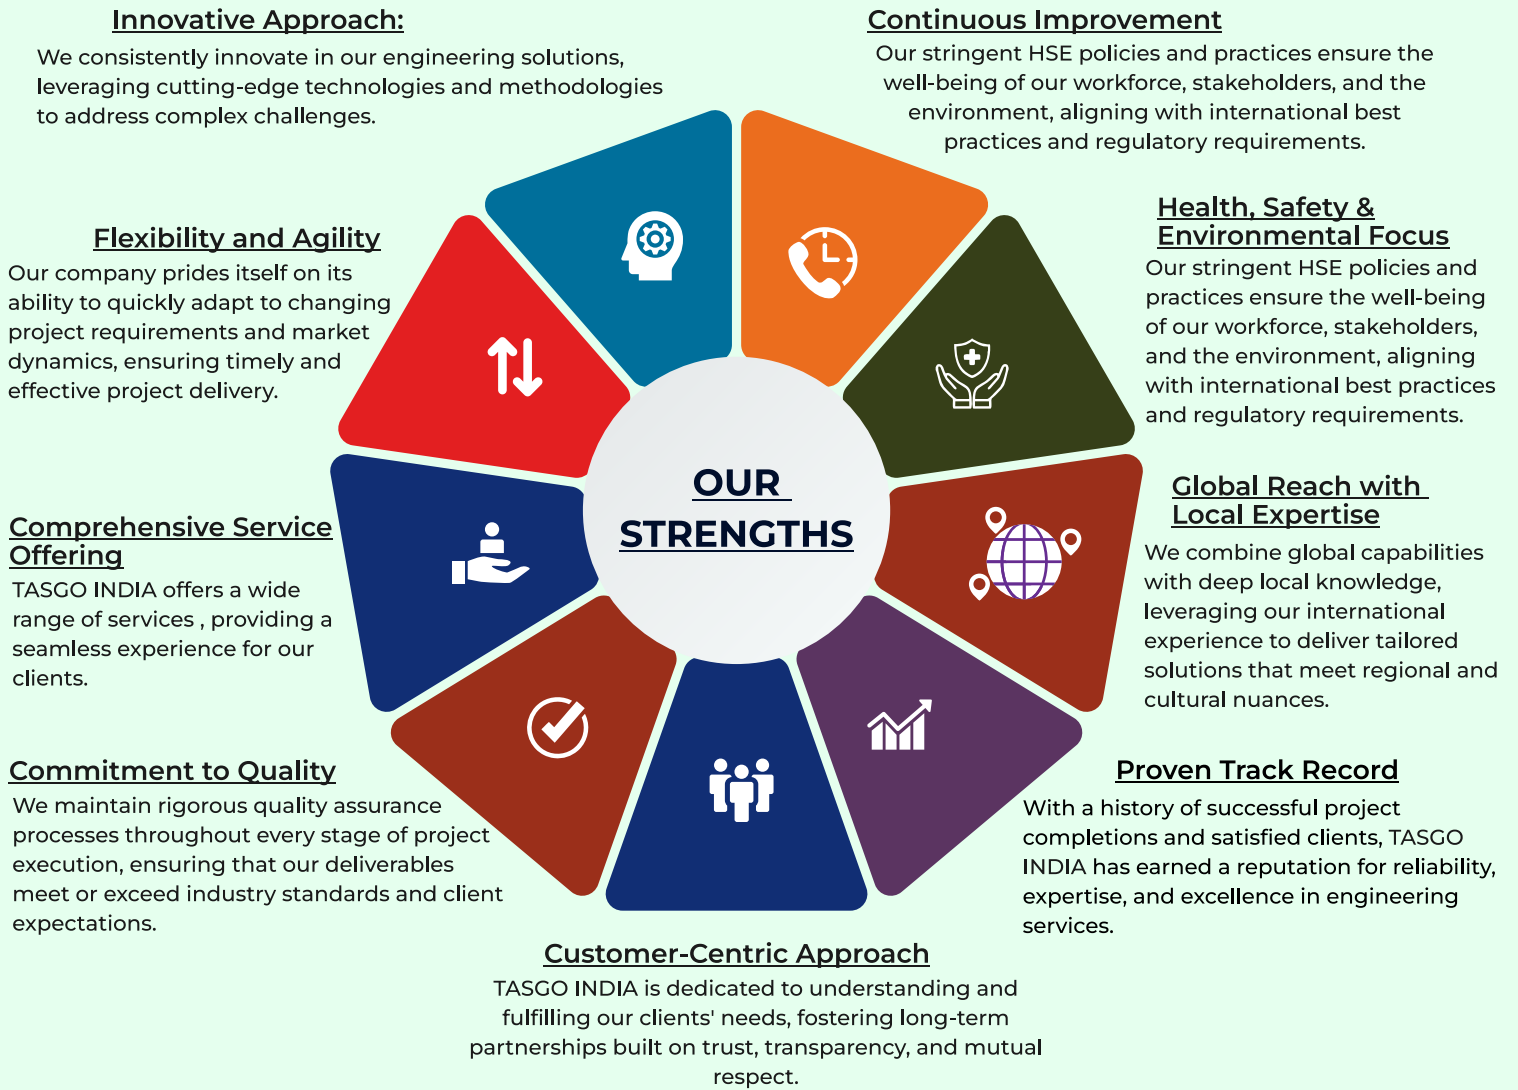 Innovative Approach:
We consistently innovate in our engineering solutions,
leveraging cutting-edge technologies and methodologies
to address complex challenges.
Continuous Improvement
Our stringent HSE policies and practices ensure the
well-being of our workforce, stakeholders, and the
environment, aligning with international best
practices and regulatory requirements.
Health, Safety &
Environmental Focus
Our stringent HSE policies and
practices ensure the well-being
of our workforce, stakeholders,
and the environment, aligning
with international best practices
and regulatory requirements.
Global Reach with
Local Expertise
We combine global capabilities
with deep local knowledge,
leveraging our international
experience to deliver tailored
solutions that meet regional and
cultural nuances.
Proven Track Record
With a history of successful project
completions and satisfied clients, TASGO
INDIA has earned a reputation for reliability,
expertise, and excellence in engineering
services.
Customer-Centric Approach
TASGO INDIA is dedicated to understanding and
fulfilling our clients' needs, fostering long-term
partnerships built on trust, transparency, and mutual
respect.
Commitment to Quality
We maintain rigorous quality assurance
processes throughout every stage of project
execution, ensuring that our deliverables
meet or exceed industry standards and client
expectations.
Comprehensive Service
Offering
TASGO INDIA offers a wide
range of services , providing a
seamless experience for our
clients.
Flexibility and Agility
Our company prides itself on its
ability to quickly adapt to changing
project requirements and market
dynamics, ensuring timely and
effective project delivery.
OUR
STRENGTHS